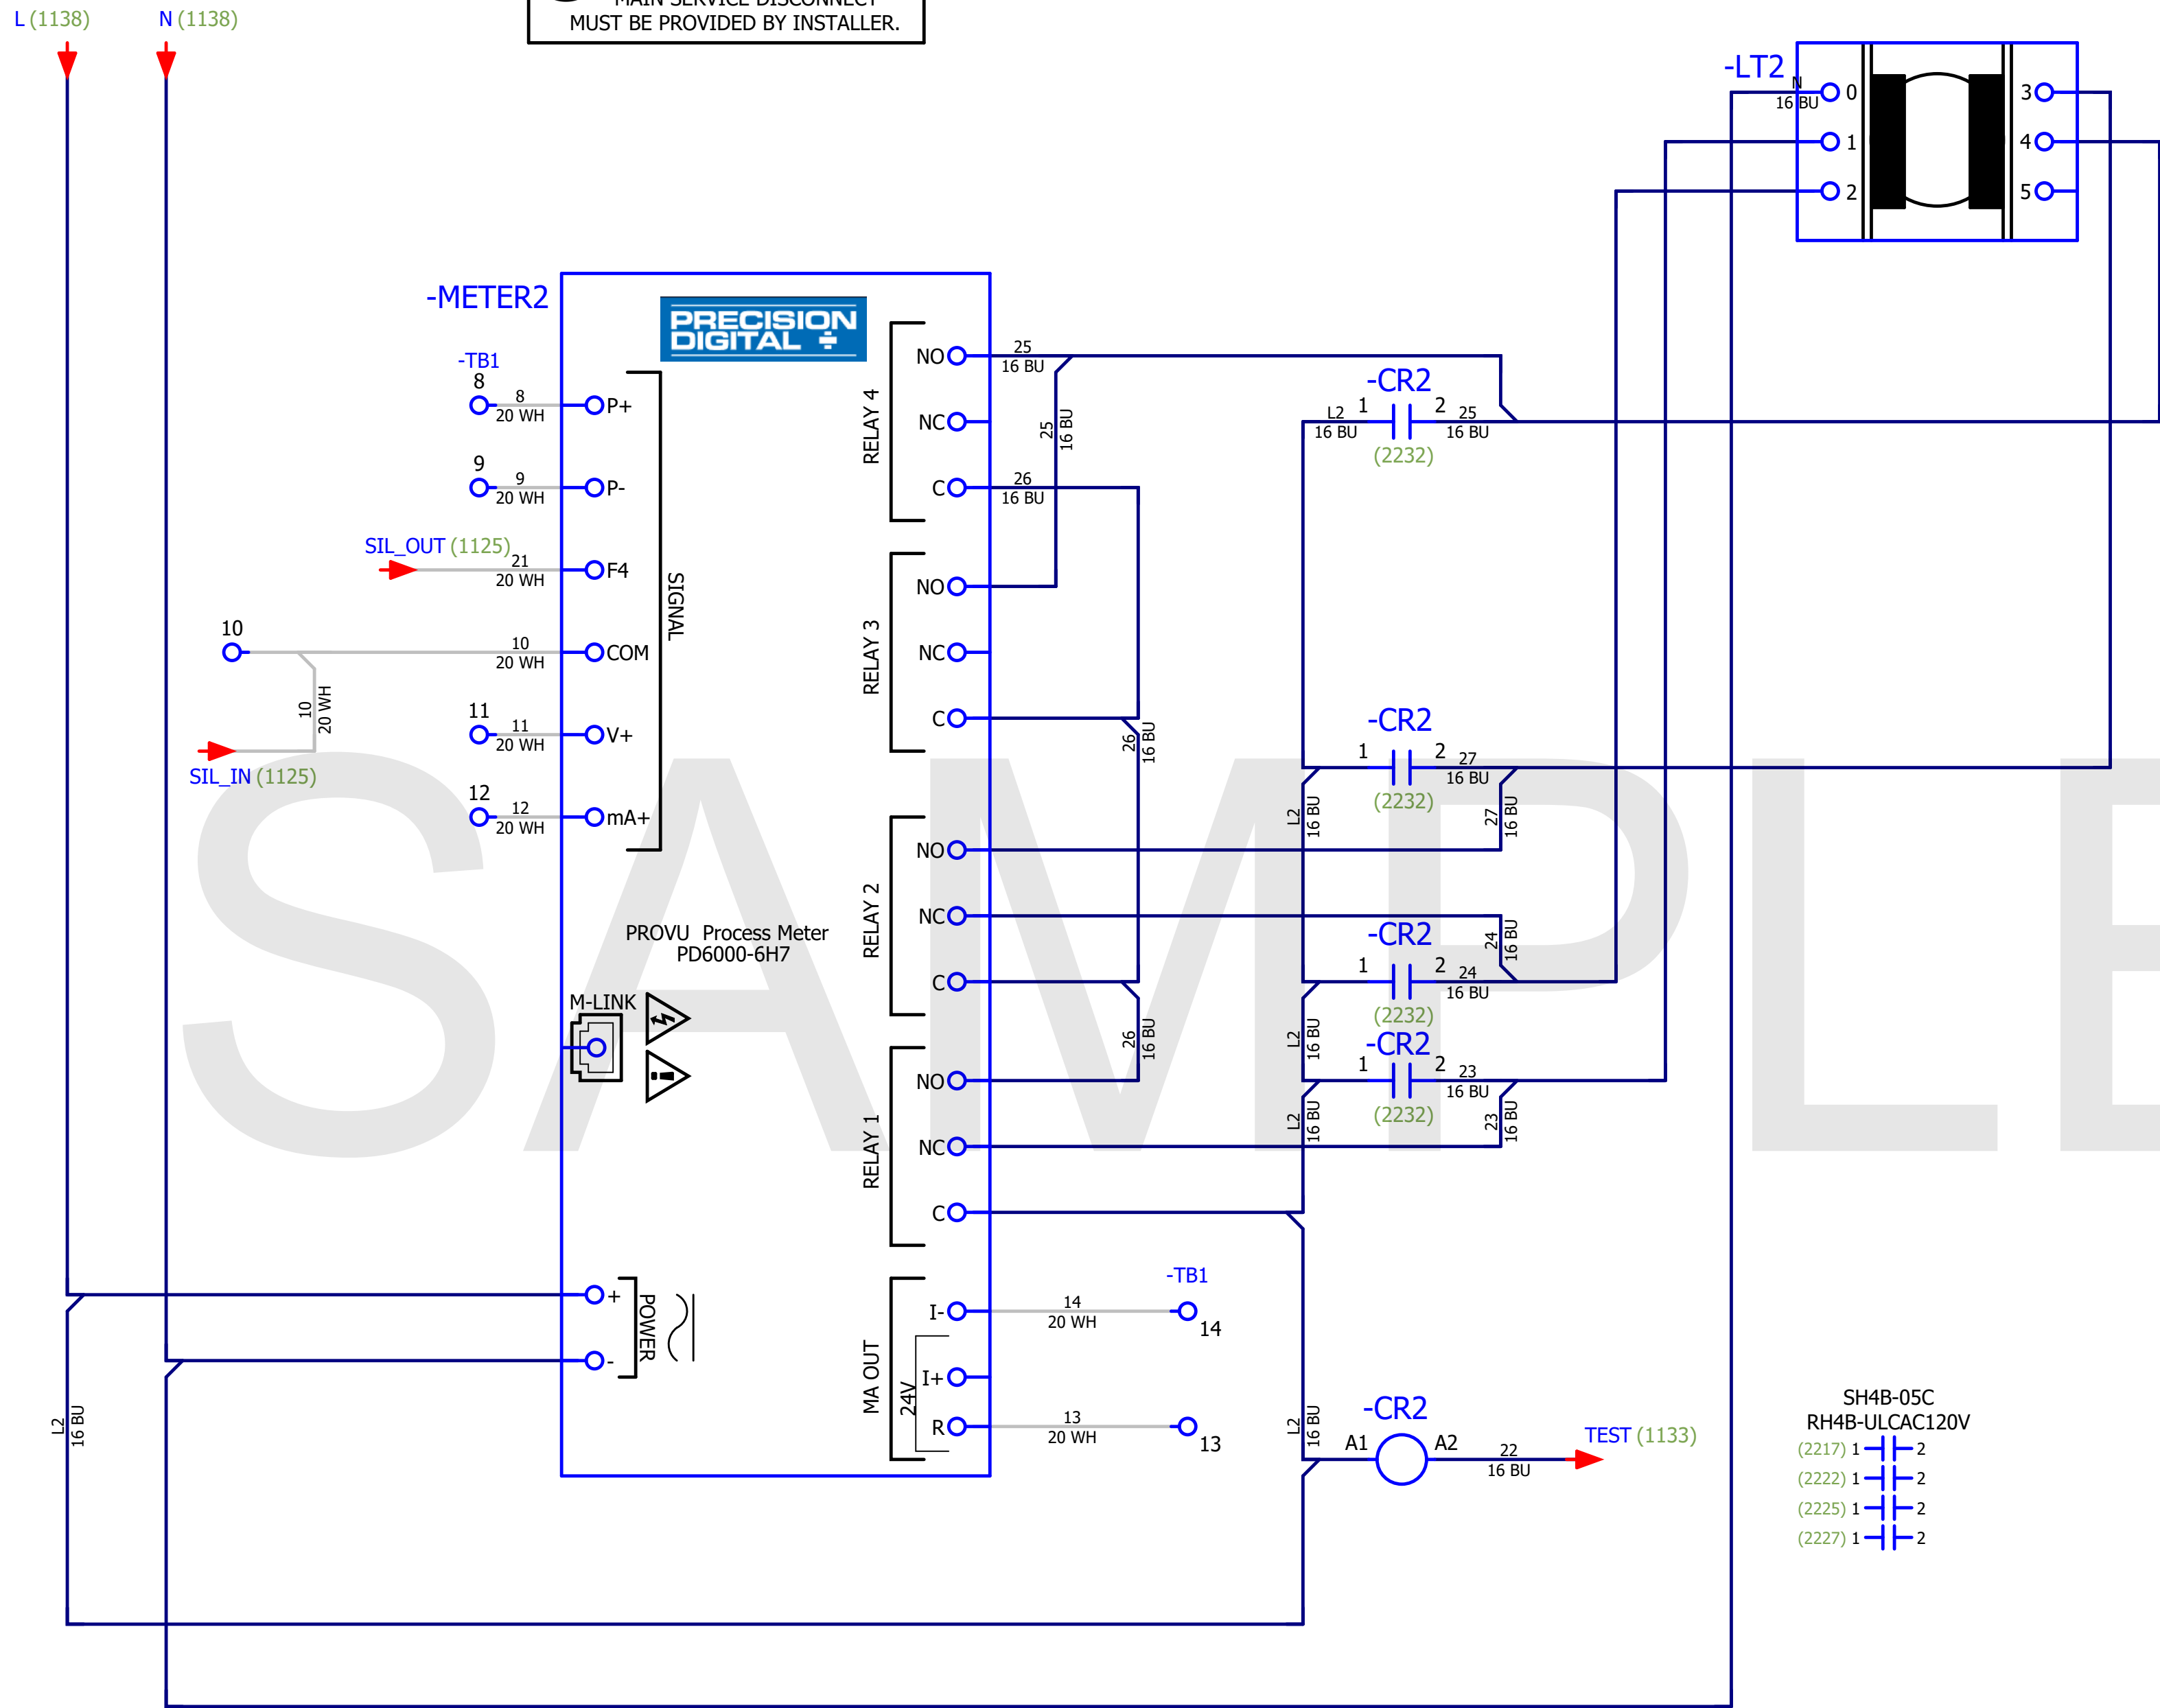 L (1138)
N (1138)
MAIN SERVICE DISCONNECT
MUST BE PROVIDED BY INSTALLER.
-LT2
N
16 BU
0
1
2
3
4
5
-METER2
PRECISION
DIGITAL
-TB1
8
8
20 WH
P+
9
9
20 WH
P-
SIL_OUT (1125)
21
20 WH
F4
10
10
20 WH
COM
10
20 WH
SIL_IN (1125)
11
11
20 WH
V+
12
12
20 WH
mA+
SIGNAL
RELAY 4
NO
NC
C
25
16 BU
25
16 BU
26
16 BU
RELAY 3
NO
NC
C
26
16 BU
RELAY 2
NO
NC
C
26
16 BU
RELAY 1
NO
NC
C
PROVU Process Meter
PD6000-6H7
M-LINK
+
-
POWER
MA OUT
24V
I-
I+
R
14
20 WH
-TB1
14
13
20 WH
13
-CR2
L2
16 BU
1
2
25
16 BU
(2232)
-CR2
1
2
27
16 BU
(2232)
L2
16 BU
27
16 BU
24
16 BU
-CR2
1
2
24
16 BU
(2232)
L2
16 BU
-CR2
1
2
23
16 BU
(2232)
L2
16 BU
23
16 BU
L2
16 BU
L2
16 BU
-CR2
A1
A2
22
16 BU
TEST (1133)
SH4B-05C
RH4B-ULCAC120V
(2217) 1 2
(2222) 1 2
(2225) 1 2
(2227) 1 2
SAMPLE